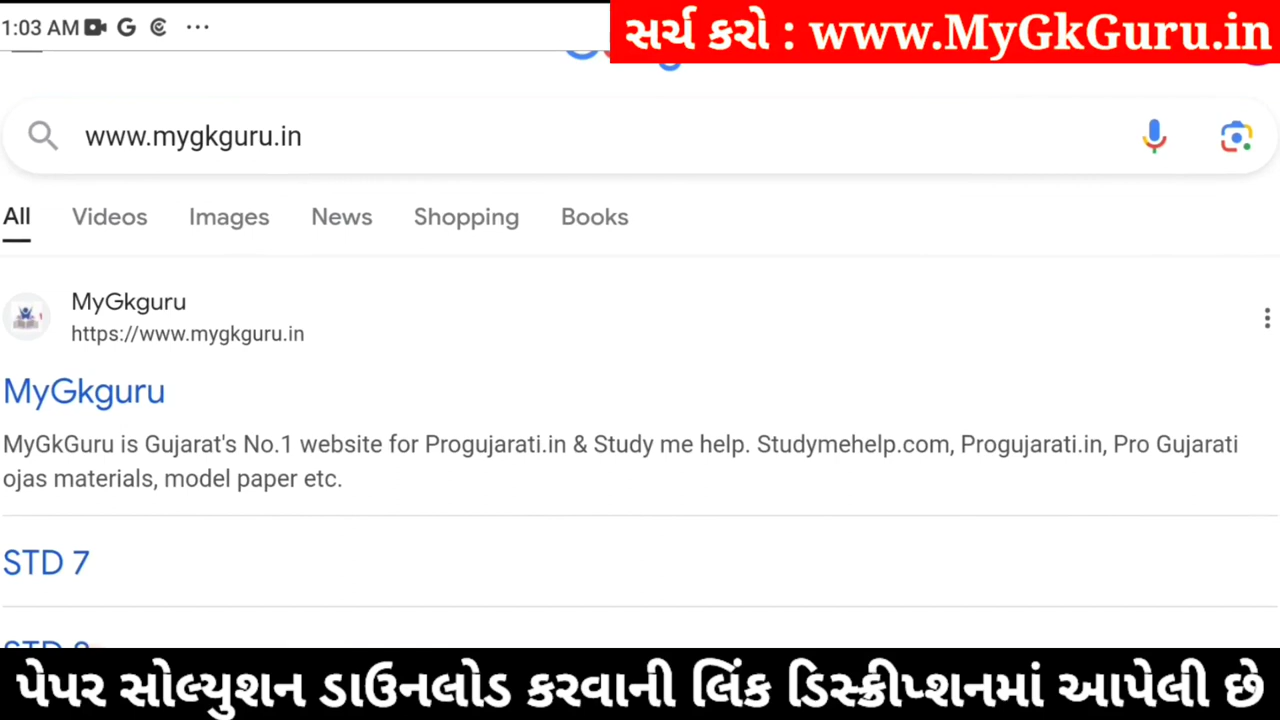 1:03 AM
સર્ચ કરો : www.MyGkGuru.in
www.mygkguru.in
All Videos Images News Shopping Books
MyGkguru
https://www.mygkguru.in
MyGkguru
MyGkGuru is Gujarat's No.1 website for Progujarati.in & Study me help. Studymehelp.com, Progujarati.in, Pro Gujarati
ojas materials, model paper etc.
STD 7
પેપર સોલ્યુશન ડાઉનલોડ કરવાની લિંક ડિસ્ક્રીપ્શનમાં આપેલી છે